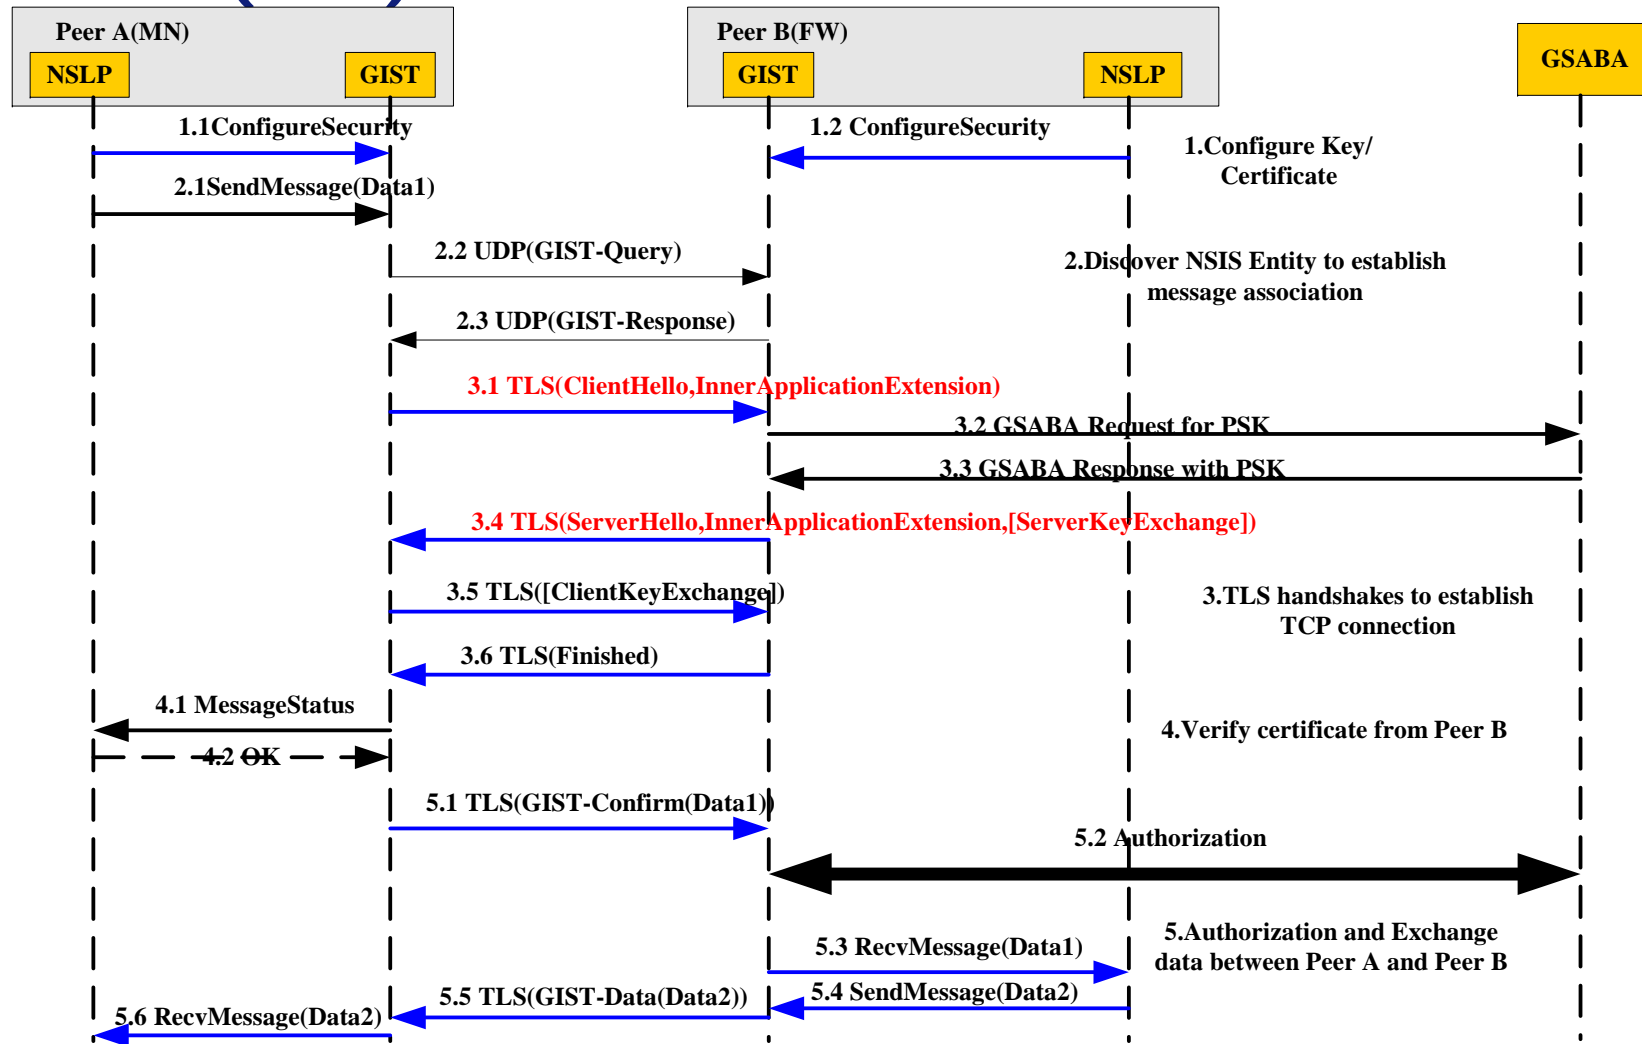 Peer A(MN)
Peer B(FW)
NSLP
GIST
GIST
NSLP
GSABA
1.1ConfigureSecurity
1.2 ConfigureSecurity
1.Configure Key/
Certificate
2.1SendMessage(Data1)
2.2 UDP(GIST-Query)
2.Discover NSIS Entity to establish
message association
2.3 UDP(GIST-Response)
3.1 TLS(ClientHello,InnerApplicationExtension)
3.2 GSABA Request for PSK
3.3 GSABA Response with PSK
3.4 TLS(ServerHello,InnerApplicationExtension,[ServerKeyExchange])
3.5 TLS([ClientKeyExchange])
3.TLS handshakes to establish
TCP connection
3.6 TLS(Finished)
4.1 MessageStatus
4.Verify certificate from Peer B
4.2 OK
5.1 TLS(GIST-Confirm(Data1))
5.2 Authorization
5.3 RecvMessage(Data1)
5.Authorization and Exchange
data between Peer A and Peer B
5.4 SendMessage(Data2)
5.5 TLS(GIST-Data(Data2))
5.6 RecvMessage(Data2)